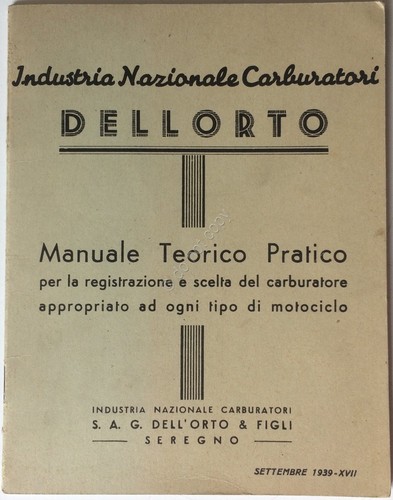 Industria Nazionale Carburatori
DELLORTO
Manuale Teorico Pratico
per la registrazione e scelta del carburatore
appropriato ad ogni tipo di motociclo
INDUSTRIA NAZIONALE CARBURATORI
S. A. G. DELL'ORTO & FIGLI
SEREGNO
SETTEMBRE 1939-XVII